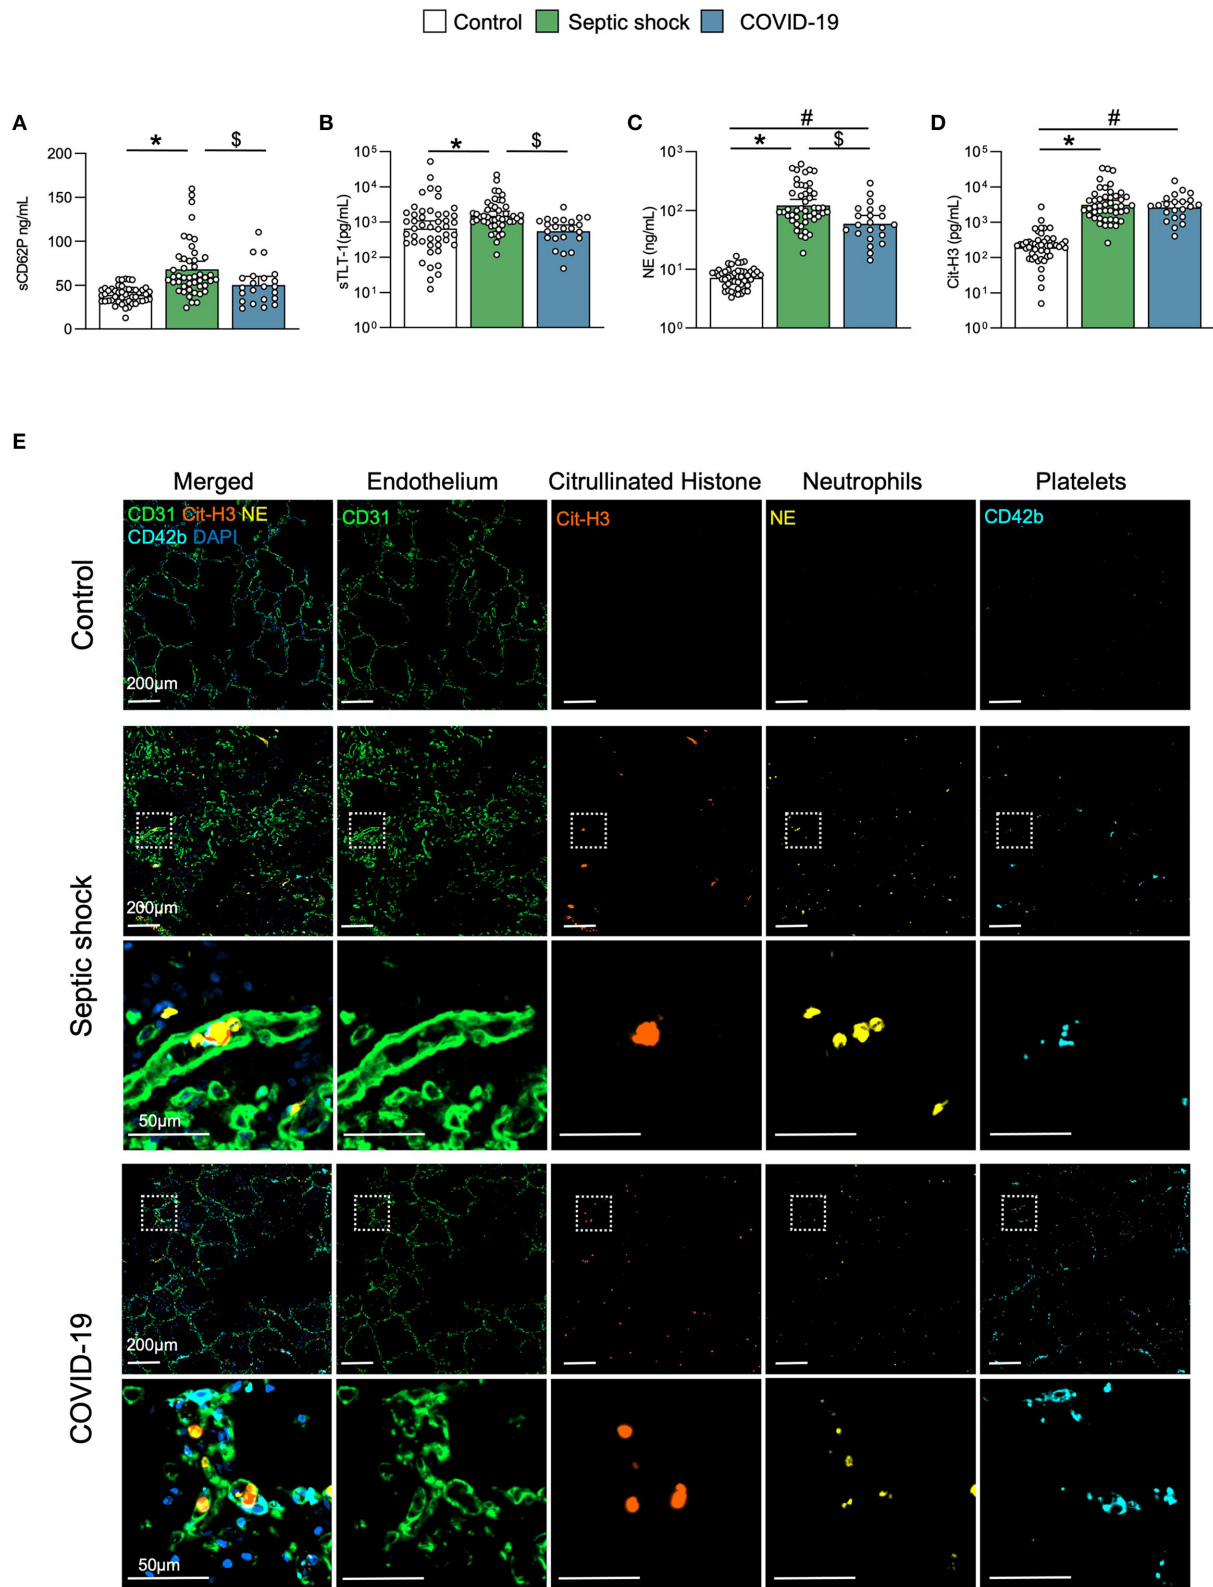 Control Septic shock COVID-19
A
B
C
D
* $
* $
#
* $
#
*
sCD62P ng/mL
200
150
100
50
0
sTLT-1(pg/mL)
10⁵
10⁴
10³
10²
10¹
10⁰
NE (ng/mL)
10³
10²
10¹
10⁰
Cit-H3 (pg/mL)
10⁵
10⁴
10³
10²
10¹
10⁰
E
Merged Endothelium Citrullinated Histone Neutrophils Platelets
Control
CD31 Cit-H3 NE
CD42b DAPI
CD31
Cit-H3
NE
CD42b
200µm
Septic shock
200µm
50µm
COVID-19
200µm
50µm